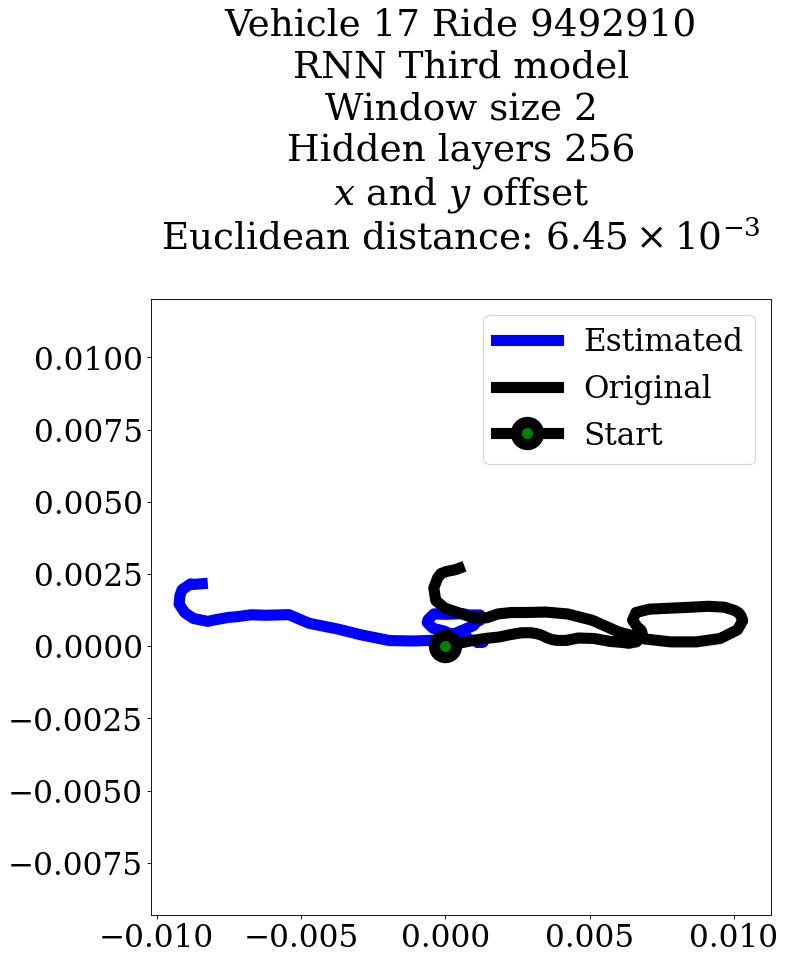 Vehicle 17 Ride 9492910
RNN Third model
Window size 2
Hidden layers 256
x and y offset
Euclidean distance: 6.45 × 10⁻³
Estimated
Original
Start
0.0100
0.0075
0.0050
0.0025
0.0000
−0.0025
−0.0050
−0.0075
−0.010 −0.005 0.000 0.005 0.010